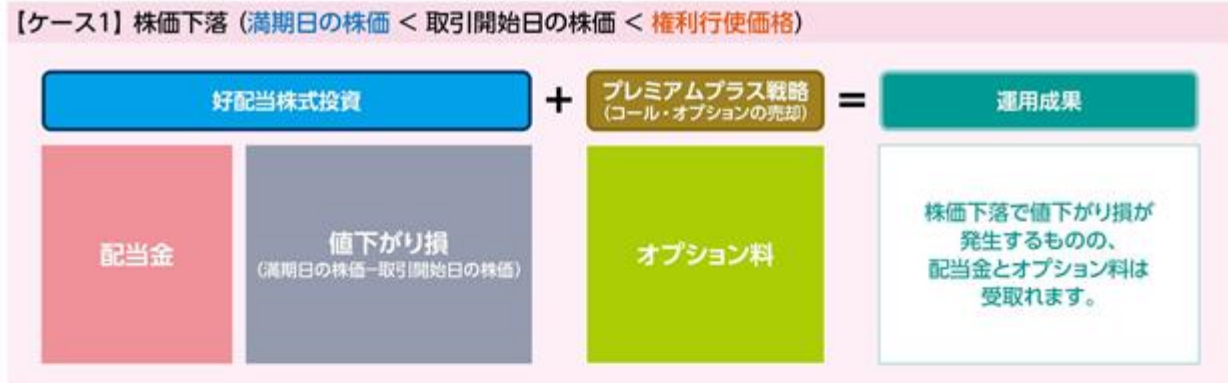 【ケース1】 株価下落 (満期日の株価 < 取引開始日の株価 < 権利行使価格)
好配当株式投資
+
プレミアムプラス戦略
(コール・オプションの売却)
=
運用成果
配当金
値下がり損
(満期日の株価-取引開始日の株価)
オプション料
株価下落で値下がり損が
発生するものの、
配当金とオプション料は
受取れます。